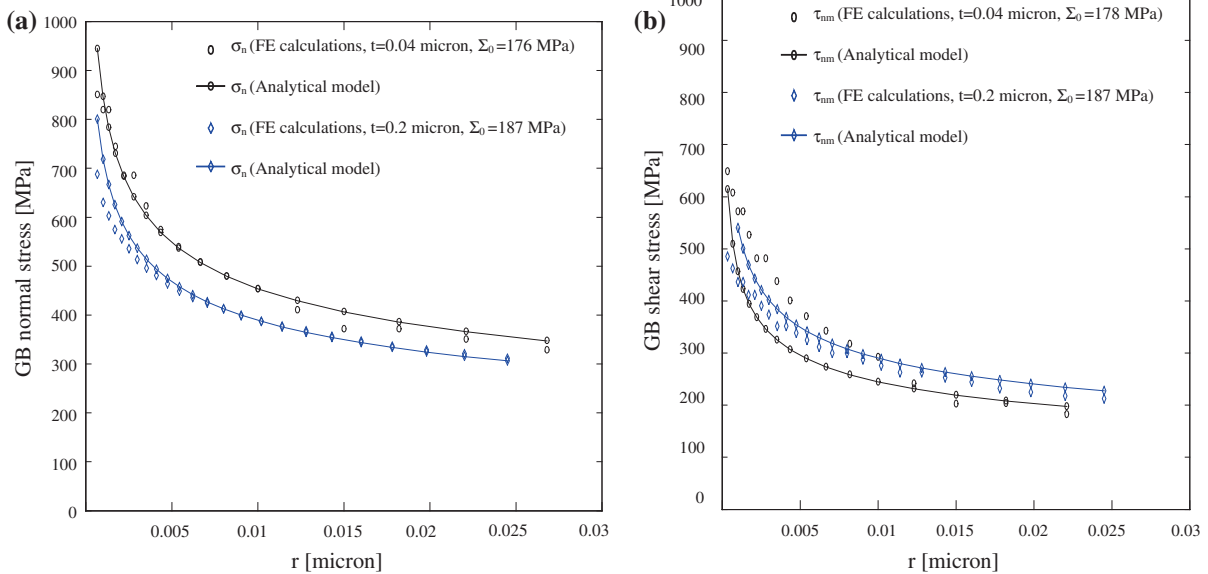 (a)
1000
900
800
700
600
500
400
300
200
100
0
GB normal stress [MPa]
σn (FE calculations, t=0.04 micron, Σ0=176 MPa)
σn (Analytical model)
σn (FE calculations, t=0.2 micron, Σ0=187 MPa)
σn (Analytical model)
0.005
0.01
0.015
0.02
0.025
0.03
r [micron]
(b)
1000
900
800
700
600
500
400
300
200
100
0
GB shear stress [MPa]
τnm (FE calculations, t=0.04 micron, Σ0=178 MPa)
τnm (Analytical model)
τnm (FE calculations, t=0.2 micron, Σ0=187 MPa)
τnm (Analytical model)
0.005
0.01
0.015
0.02
0.025
0.03
r [micron]